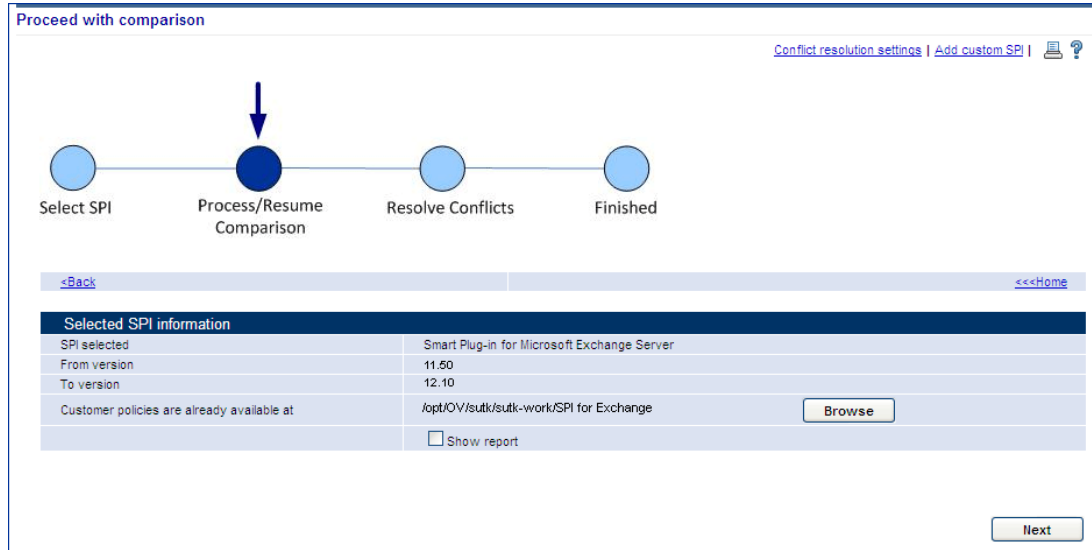 Proceed with comparison
Conflict resolution settings | Add custom SPI |
Select SPI
Process/Resume
Comparison
Resolve Conflicts
Finished
<Back
<<<Home
Selected SPI information
SPI selected
Smart Plug-in for Microsoft Exchange Server
From version
11.50
To version
12.10
Customer policies are already available at
/opt/OV/sutk/sutk-work/SPI for Exchange
Browse
Show report
Next